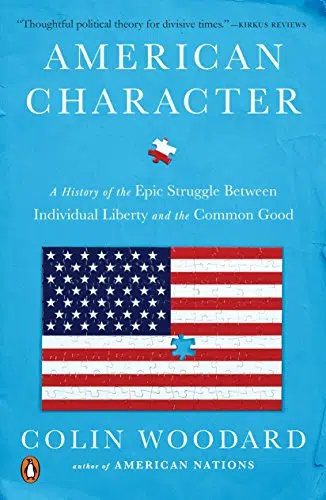 "Thoughtful political theory for divisive times."—KIRKUS REVIEWS
AMERICAN
CHARACTER
A History of the Epic Struggle Between
Individual Liberty and the Common Good
COLIN WOODARD
author of AMERICAN NATIONS